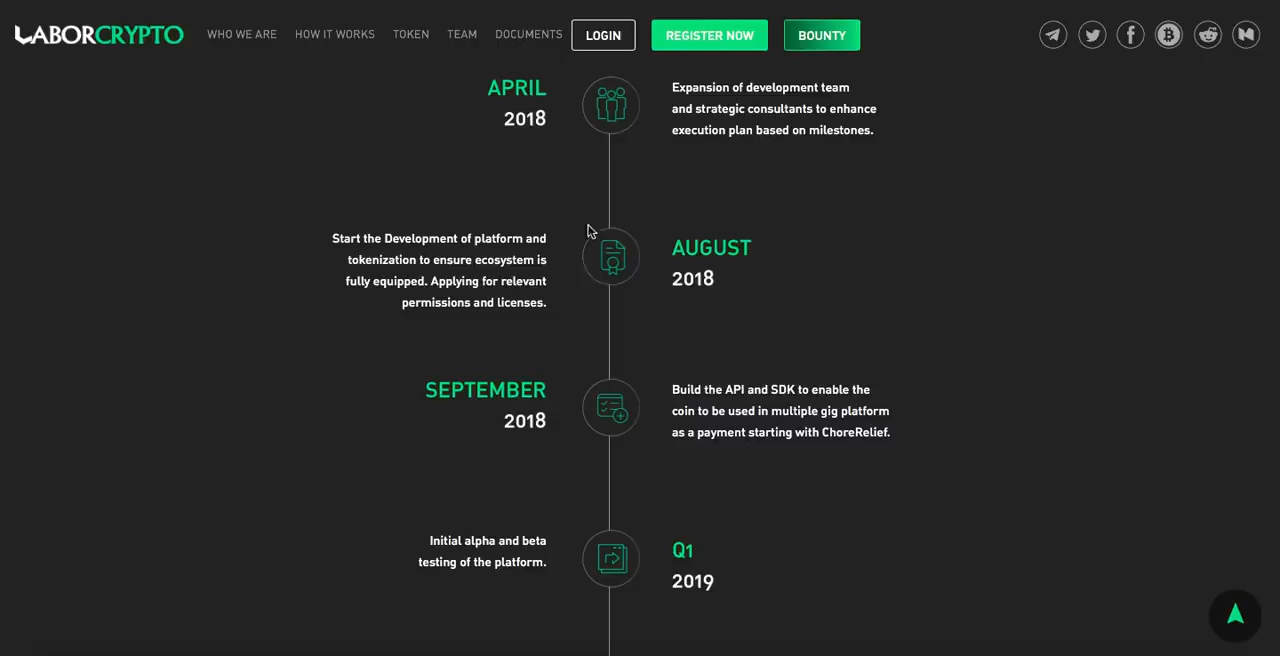 LABORCRYPTO
WHO WE ARE
HOW IT WORKS
TOKEN
TEAM
DOCUMENTS
LOGIN
REGISTER NOW
BOUNTY
APRIL
2018
Expansion of development team
and strategic consultants to enhance
execution plan based on milestones.
Start the Development of platform and
tokenization to ensure ecosystem is
fully equipped. Applying for relevant
permissions and licenses.
AUGUST
2018
SEPTEMBER
2018
Build the API and SDK to enable the
coin to be used in multiple gig platform
as a payment starting with ChoreRelief.
Initial alpha and beta
testing of the platform.
Q1
2019